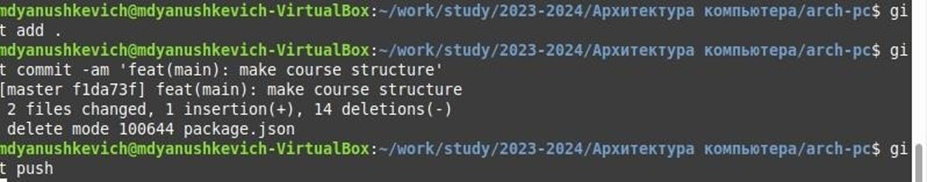 mdyanushkevich@mdyanushkevich-VirtualBox:~/work/study/2023-2024/Архитектура компьютера/arch-pc$ gi
t add .
mdyanushkevich@mdyanushkevich-VirtualBox:~/work/study/2023-2024/Архитектура компьютера/arch-pc$ gi
t commit -am 'feat(main): make course structure'
[master f1da73f] feat(main): make course structure
 2 files changed, 1 insertion(+), 14 deletions(-)
 delete mode 100644 package.json
mdyanushkevich@mdyanushkevich-VirtualBox:~/work/study/2023-2024/Архитектура компьютера/arch-pc$ gi
t push